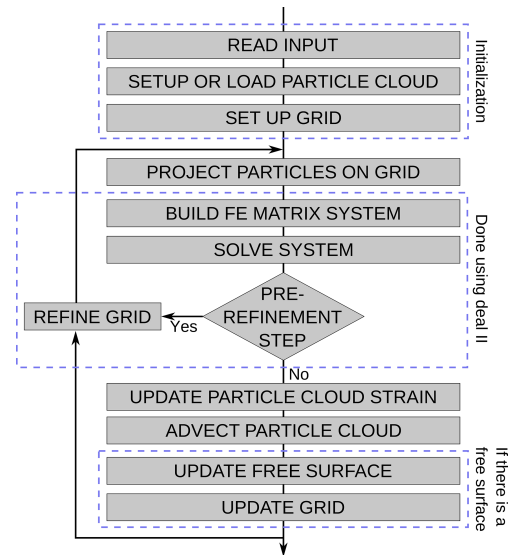 READ INPUT
SETUP OR LOAD PARTICLE CLOUD
SET UP GRID
Initialization
PROJECT PARTICLES ON GRID
BUILD FE MATRIX SYSTEM
SOLVE SYSTEM
Done using deal II
PRE-
REFINEMENT
STEP
Yes
REFINE GRID
No
UPDATE PARTICLE CLOUD STRAIN
ADVECT PARTICLE CLOUD
UPDATE FREE SURFACE
UPDATE GRID
If there is a
free surface